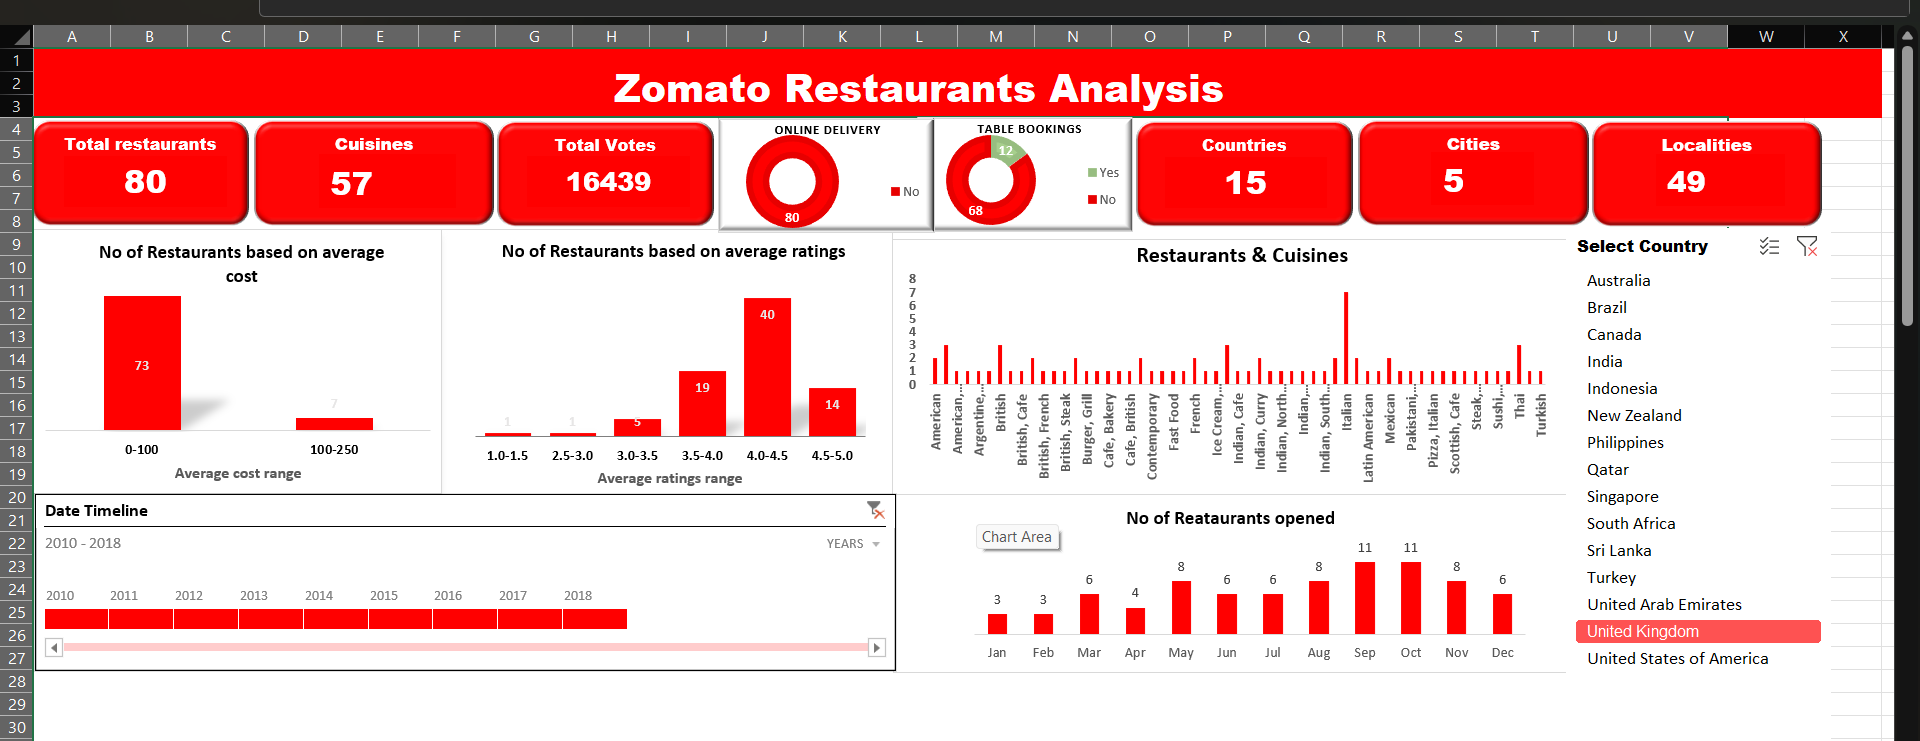 A B C D E F G H I J K L M N O P Q R S T U V W X
1
2
3
4
5
6
7
8
9
10
11
12
13
14
15
16
17
18
19
20
21
22
23
24
25
26
27
28
29
30
Zomato Restaurants Analysis
Total restaurants
80
Cuisines
57
Total Votes
16439
ONLINE DELIVERY
80
No
TABLE BOOKINGS
12
68
Yes
No
Countries
15
Cities
5
Localities
49
No of Restaurants based on average
cost
73
7
0-100 100-250
Average cost range
No of Restaurants based on average ratings
1 1 5 19 40 14
1.0-1.5 2.5-3.0 3.0-3.5 3.5-4.0 4.0-4.5 4.5-5.0
Average ratings range
Restaurants & Cuisines
8
7
6
5
4
3
2
1
0
American
American,...
Argentine,...
British
British, Cafe
British, French
British, Steak
Burger, Grill
Cafe, Bakery
Cafe, British
Contemporary
Fast Food
French
Ice Cream,...
Indian, Cafe
Indian, Curry
Indian, North...
Indian,...
Indian, South...
Italian
Latin American
Mexican
Pakistani,...
Pizza, Italian
Scottish, Cafe
Steak,...
Sushi,...
Thai
Turkish
Select Country
Australia
Brazil
Canada
India
Indonesia
New Zealand
Philippines
Qatar
Singapore
South Africa
Sri Lanka
Turkey
United Arab Emirates
United Kingdom
United States of America
Date Timeline
2010 - 2018
YEARS
2010 2011 2012 2013 2014 2015 2016 2017 2018
No of Reataurants opened
Chart Area
3 3 6 4 8 6 6 8 11 11 8 6
Jan Feb Mar Apr May Jun Jul Aug Sep Oct Nov Dec